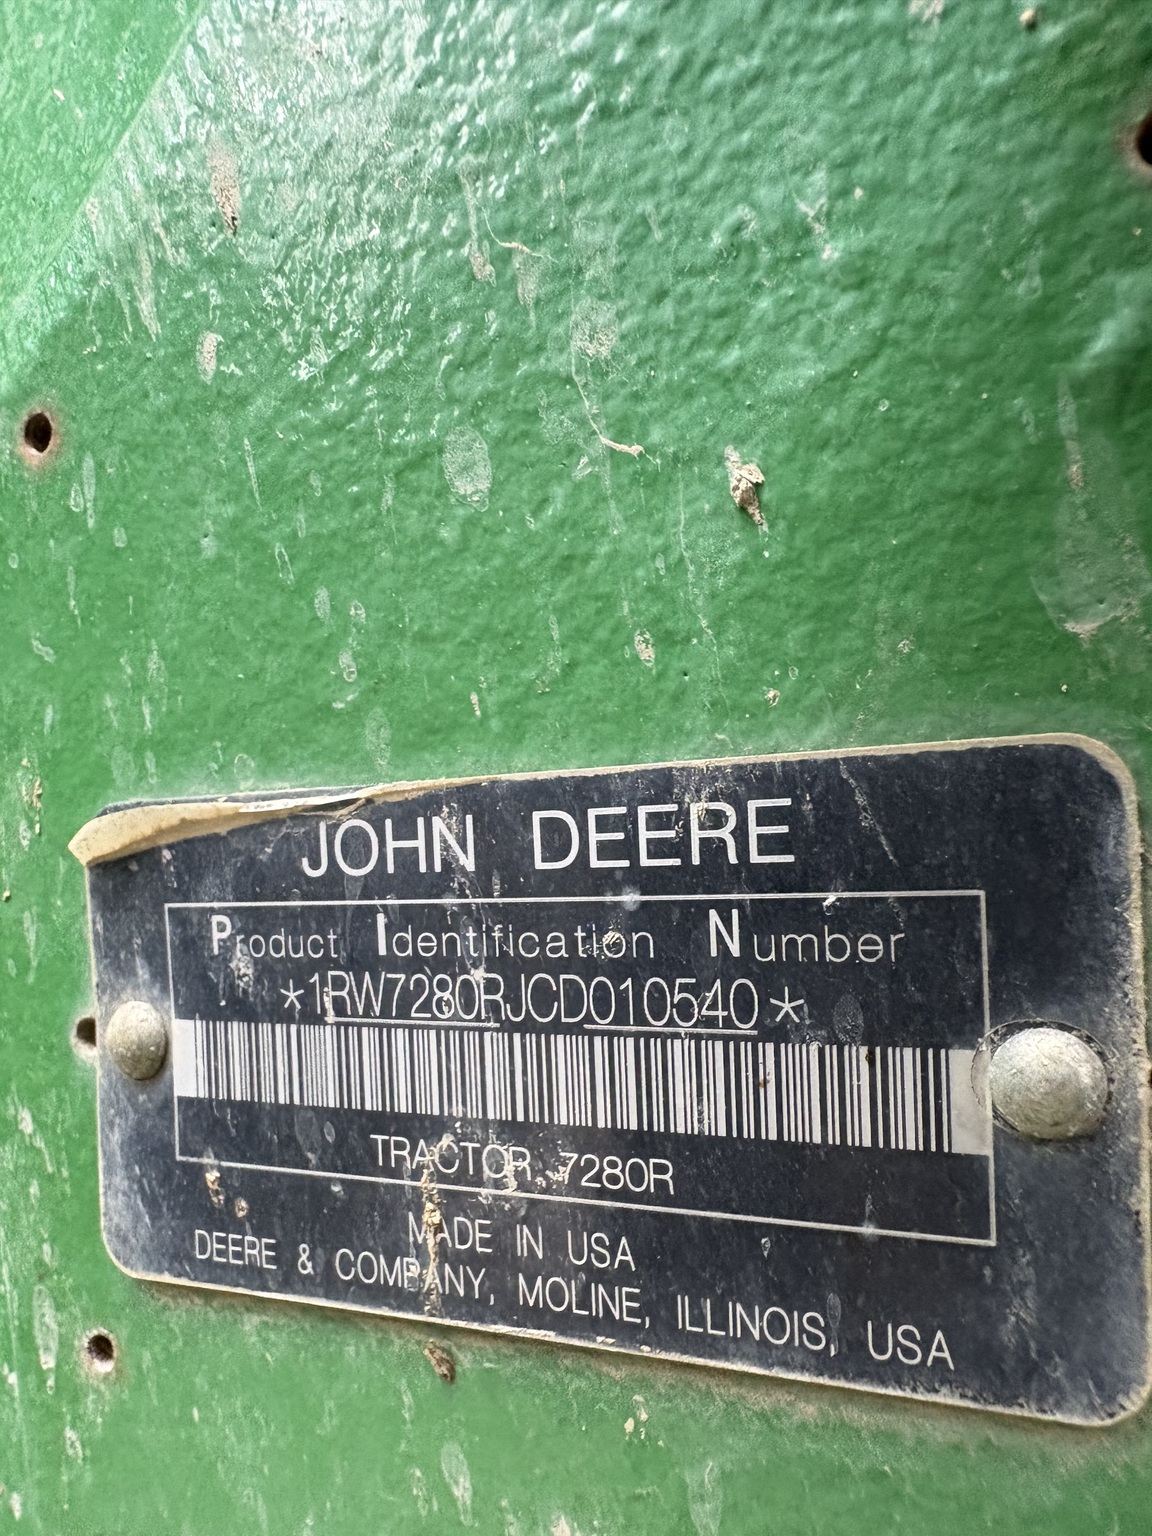 JOHN DEERE
Product Identification Number
*1RW7280RJCD010540*
TRACTOR 7280R
MADE IN USA
DEERE & COMPANY, MOLINE, ILLINOIS, USA